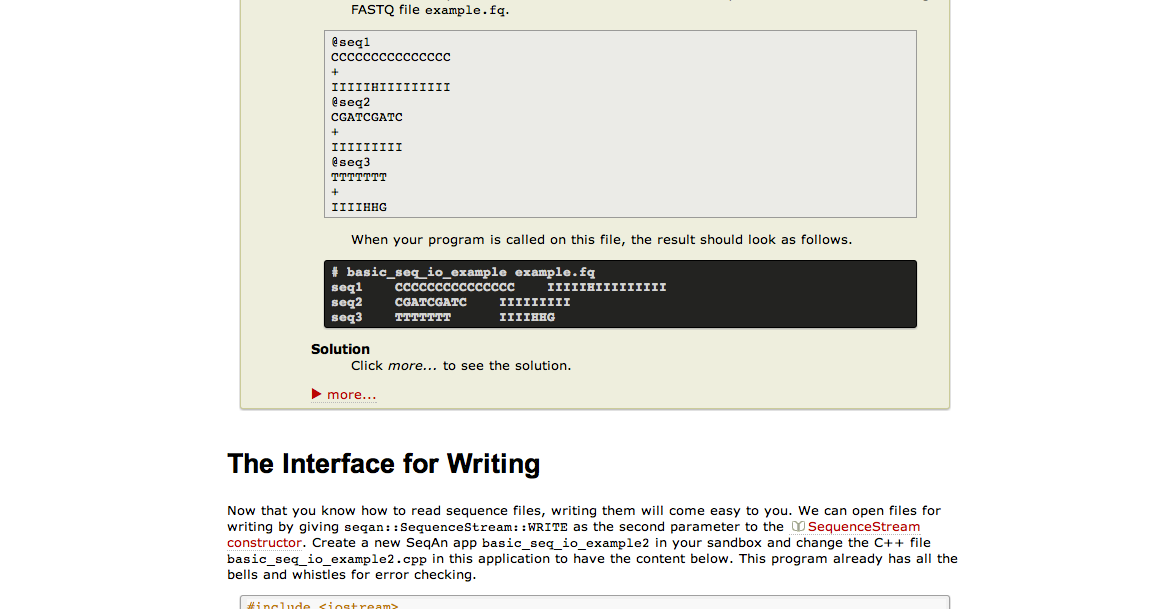 FASTQ file example.fq.
@seq1
CCCCCCCCCCCCCCC
+
IIIIIHIIIIIIIII
@seq2
CGATCGATC
+
IIIIIIIII
@seq3
TTTTTTT
+
IIIIHHG
When your program is called on this file, the result should look as follows.
# basic_seq_io_example example.fq
seq1    CCCCCCCCCCCCCCC    IIIIIHIIIIIIIII
seq2    CGATCGATC    IIIIIIIII
seq3    TTTTTTT    IIIIHHG
Solution
Click more... to see the solution.
▶ more...
The Interface for Writing
Now that you know how to read sequence files, writing them will come easy to you. We can open files for
writing by giving seqan::SequenceStream::WRITE as the second parameter to the SequenceStream
constructor. Create a new SeqAn app basic_seq_io_example2 in your sandbox and change the C++ file
basic_seq_io_example2.cpp in this application to have the content below. This program already has all the
bells and whistles for error checking.
#include <iostream>